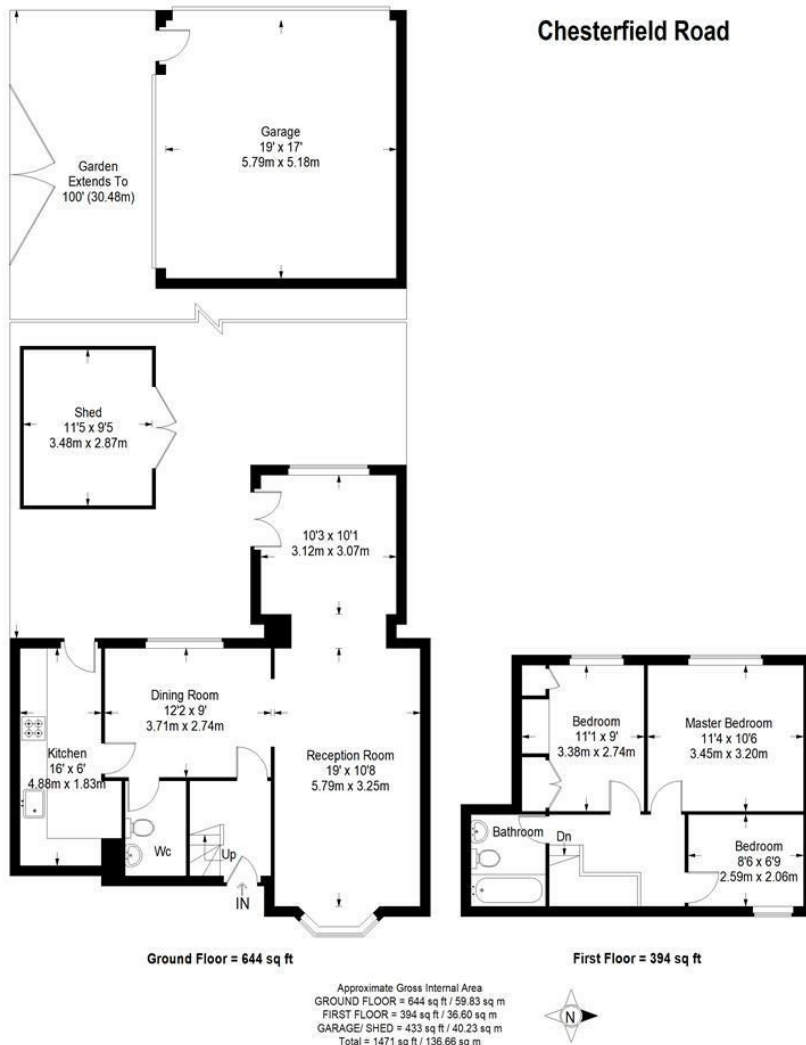 Chesterfield Road
Garage
19' x 17'
5.79m x 5.18m
Garden
Extends To
100' (30.48m)
Shed
11'5 x 9'5
3.48m x 2.87m
10'3 x 10'1
3.12m x 3.07m
Dining Room
12'2 x 9'
3.71m x 2.74m
Kitchen
16' x 6'
4.88m x 1.83m
Reception Room
19' x 10'8
5.79m x 3.25m
Wc
Up
IN
Bedroom
11'1 x 9'
3.38m x 2.74m
Master Bedroom
11'4 x 10'6
3.45m x 3.20m
Bathroom
Dn
Bedroom
8'6 x 6'9
2.59m x 2.06m
Ground Floor = 644 sq ft
First Floor = 394 sq ft
Approximate Gross Internal Area
GROUND FLOOR = 644 sq ft / 59.83 sq m
FIRST FLOOR = 394 sq ft / 36.60 sq m
GARAGE/ SHED = 433 sq ft / 40.23 sq m
Total = 1471 sq ft / 136.66 sq m
N